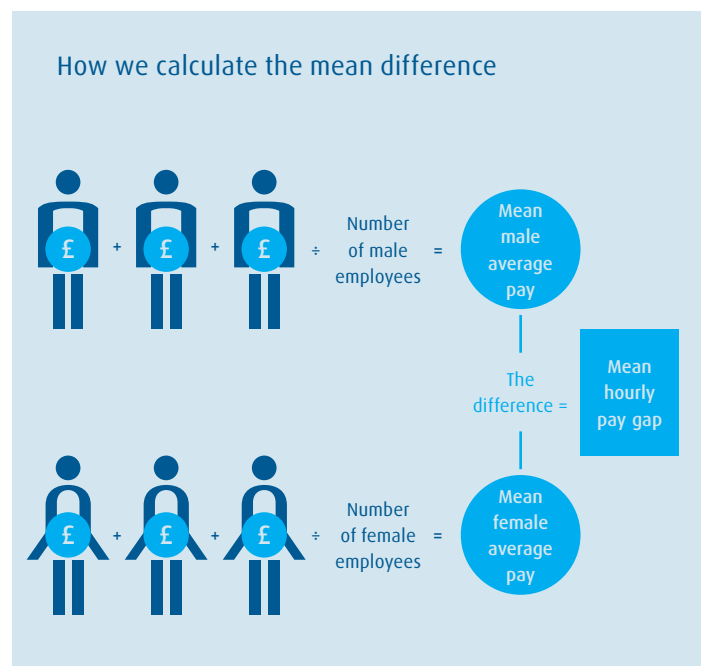 How we calculate the mean difference
£ + £ + £ ÷ Number of male employees = Mean male average pay
The difference =
Mean hourly pay gap
£ + £ + £ ÷ Number of female employees = Mean female average pay